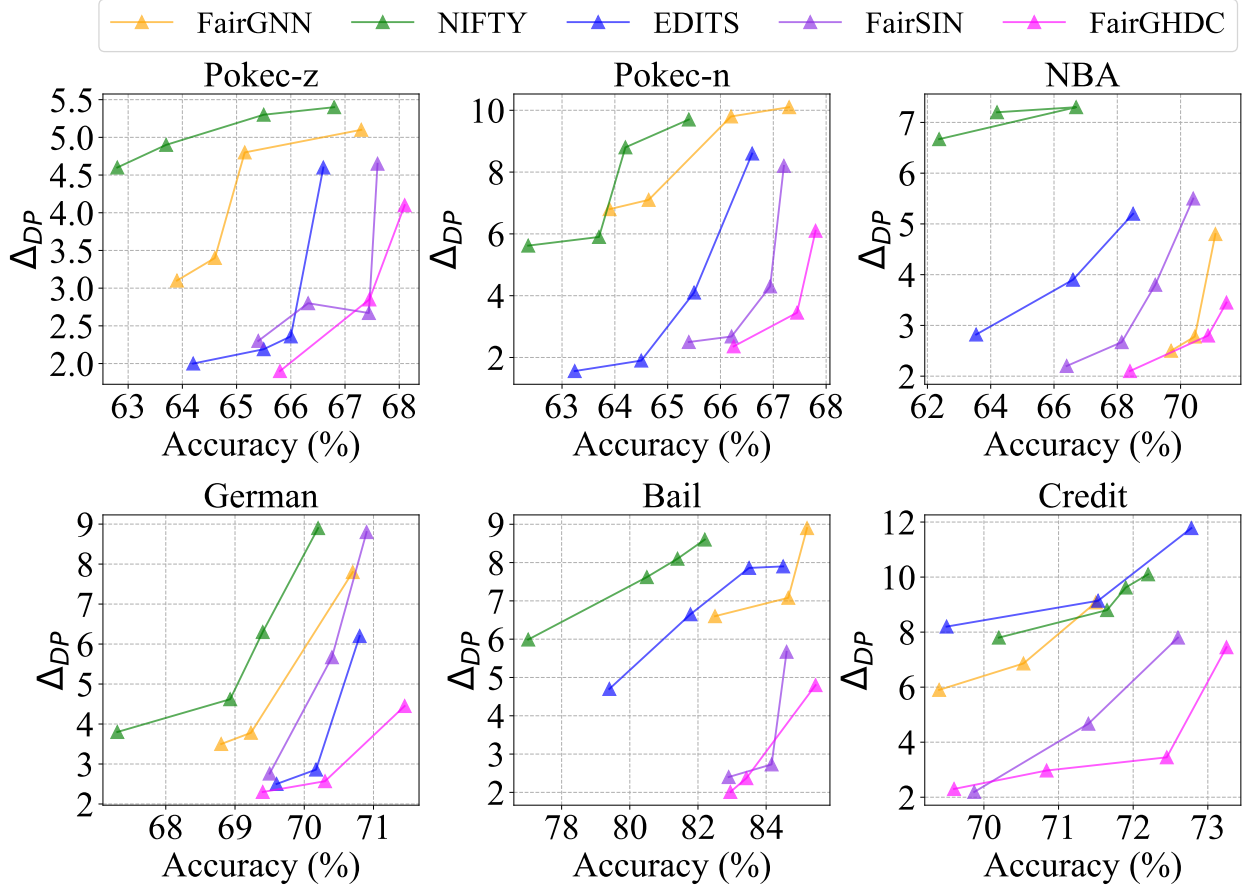 FairGNN NIFTY EDITS FairSIN FairGHDC
Pokec-z Pokec-n NBA
5.5
5.0
4.5
4.0
3.5
3.0
2.5
2.0
Δ_DP
63 64 65 66 67 68
Accuracy (%)
10
8
6
4
2
Δ_DP
63 64 65 66 67 68
Accuracy (%)
7
6
5
4
3
2
Δ_DP
62 64 66 68 70
Accuracy (%)
German Bail Credit
9
8
7
6
5
4
3
2
Δ_DP
68 69 70 71
Accuracy (%)
9
8
7
6
5
4
3
2
Δ_DP
78 80 82 84
Accuracy (%)
12
10
8
6
4
2
Δ_DP
70 71 72 73
Accuracy (%)